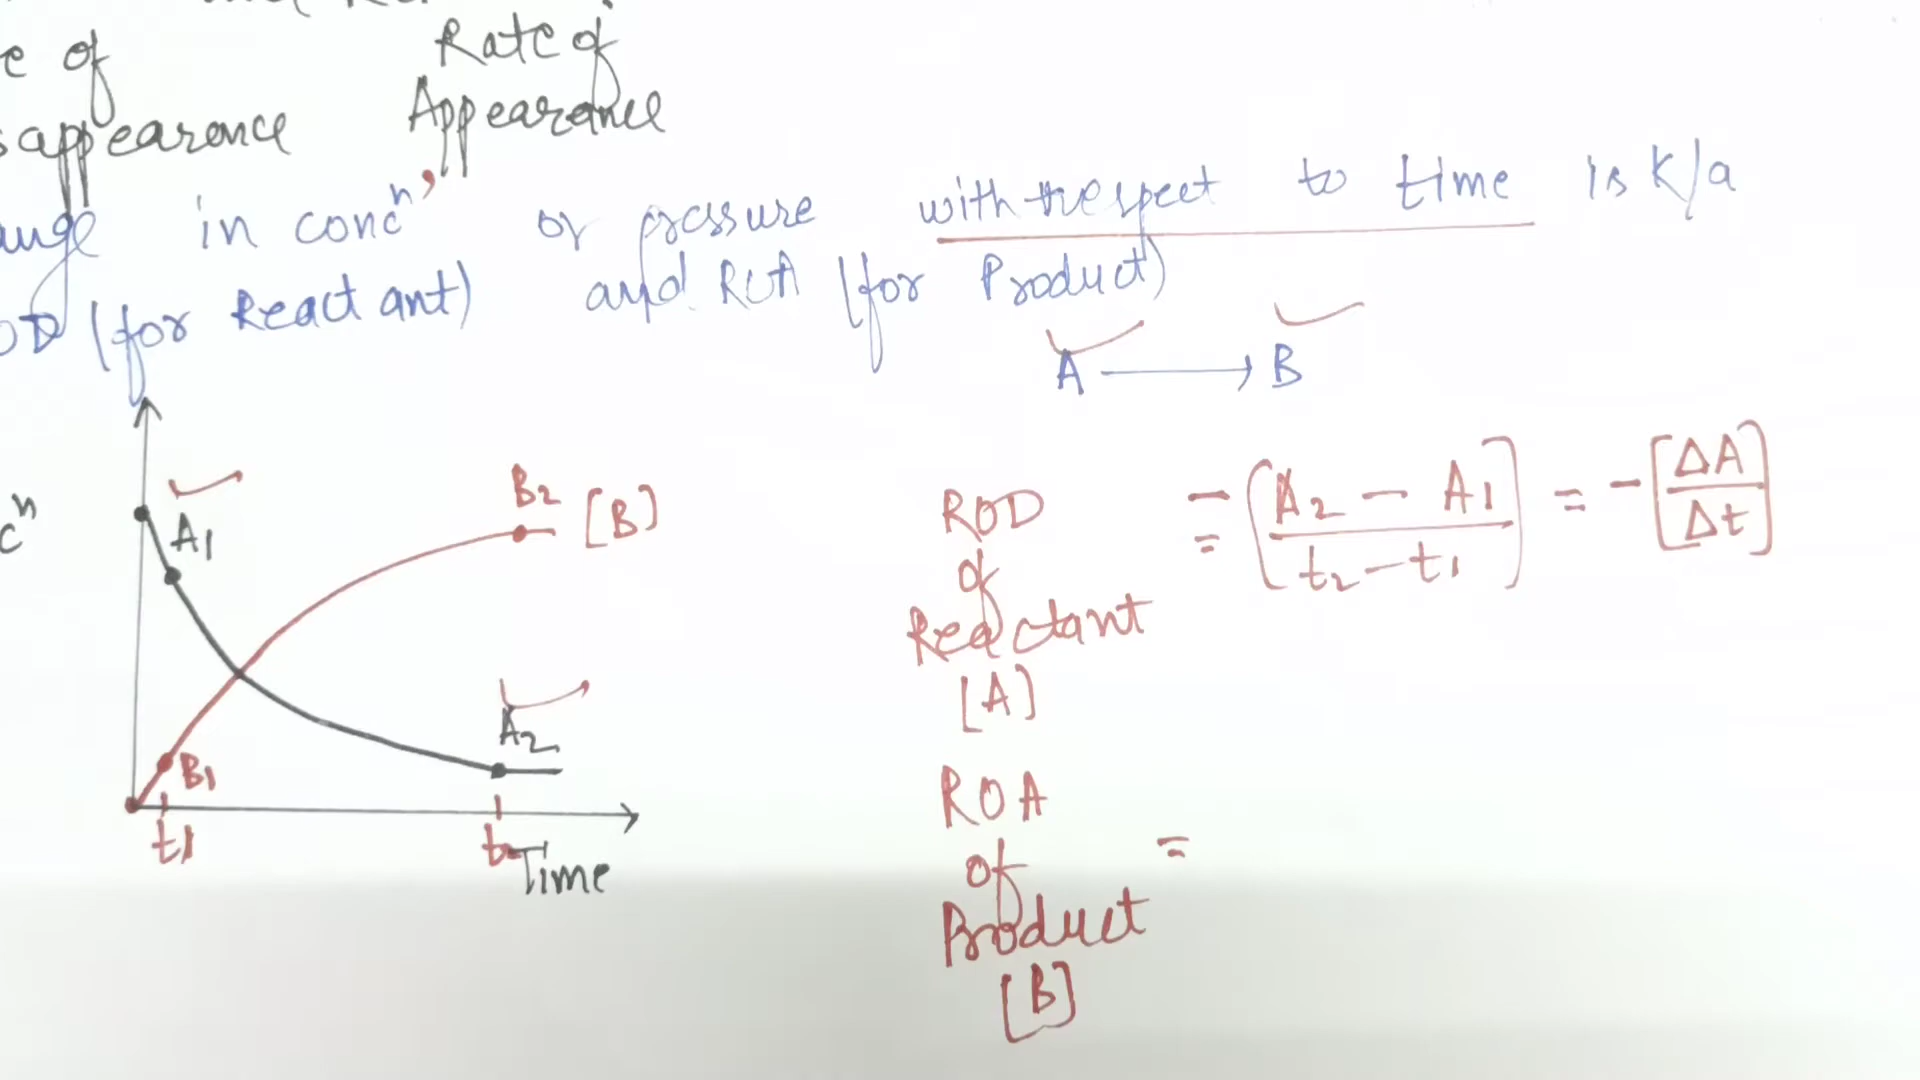 e of
Rate of
sappearence
Appearance
ange in concⁿ or pressure with respect to time is k/a
OD (for Reactant) and ROA (for Product)
A ⟶ B
cⁿ
A1
B2 [B]
A2
B1
t1
t2
Time
ROD of Reactant [A] = - [A2 - A1 / t2 - t1] = - [ΔA / Δt]
ROA of Product [B] =